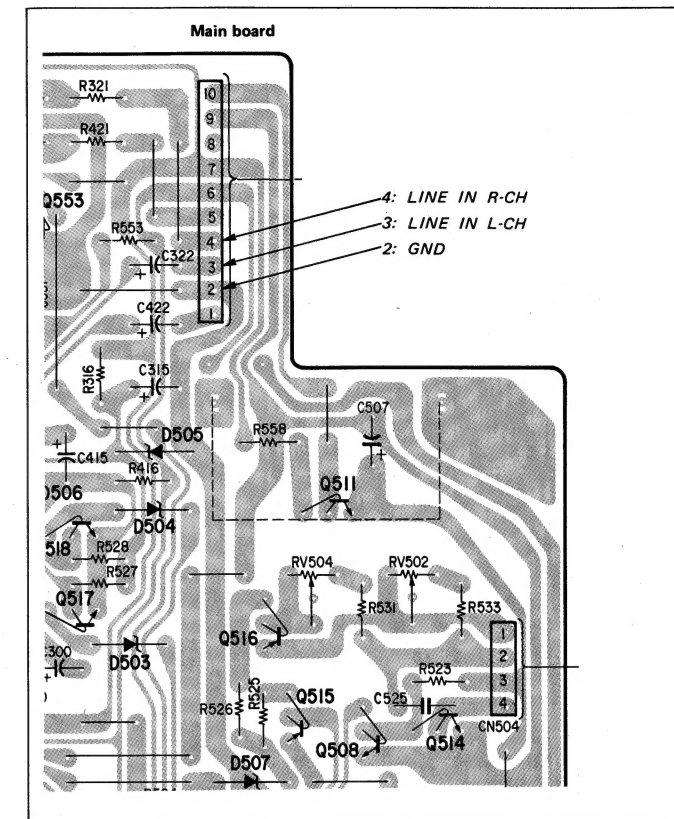 Main board
R321
10
9
R421
8
7
6
Q553
5
4: LINE IN R-CH
R553
4
3: LINE IN L-CH
C322
3
2: GND
+
2
C422
1
+
R316
C315
+
C507
D505
R558
+
C415
+
R416
Q511
D506
D504
518
R528
RV504
RV502
R527
Q517
R531
R533
Q516
1
2
C300
D503
R523
3
+
R525
Q515
C525
4
R526
CN504
Q508
Q514
D507